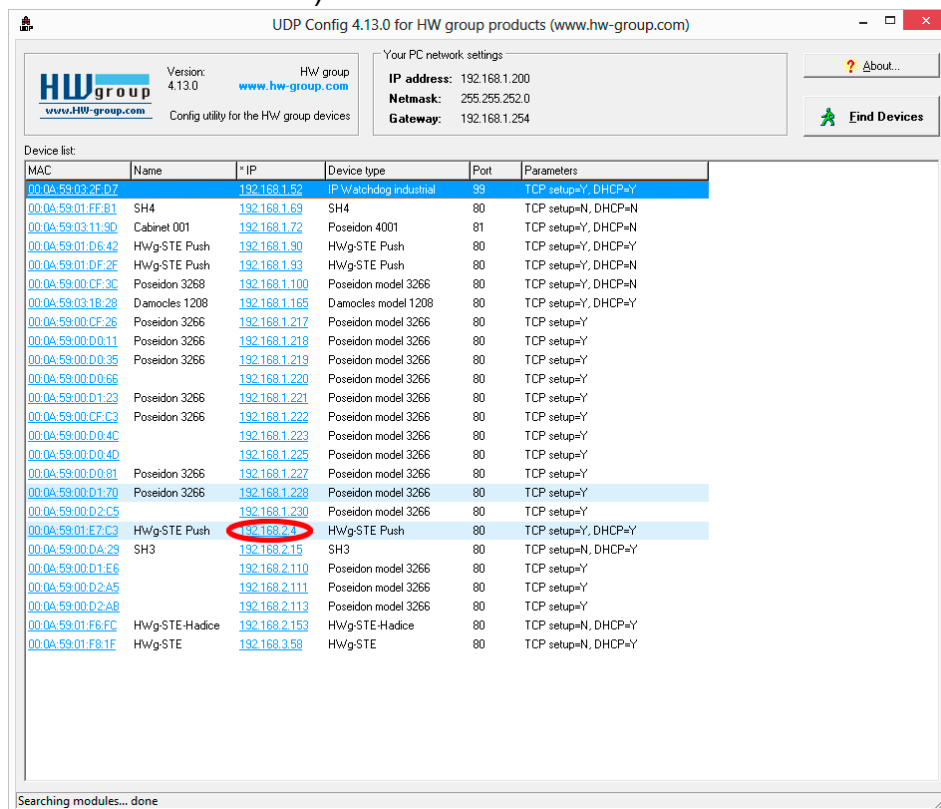 UDP Config 4.13.0 for HW group products (www.hw-group.com)
HWgroup
www.HW-group.com
Version: HW group
4.13.0 www.hw-group.com
Config utility for the HW group devices
Your PC network settings
IP address: 192.168.1.200
Netmask: 255.255.252.0
Gateway: 192.168.1.254
About...
Find Devices
Device list:
MAC Name * IP Device type Port Parameters
00:0A:59:03:2F:D7 192.168.1.52 IP Watchdog industrial 99 TCP setup=Y, DHCP=Y
00:0A:59:01:FF:B1 SH4 192.168.1.69 SH4 80 TCP setup=N, DHCP=N
00:0A:59:03:11:9D Cabinet 001 192.168.1.72 Poseidon 4001 81 TCP setup=Y, DHCP=N
00:0A:59:01:D6:42 HWg-STE Push 192.168.1.90 HWg-STE Push 80 TCP setup=Y, DHCP=Y
00:0A:59:01:DF:2F HWg-STE Push 192.168.1.93 HWg-STE Push 80 TCP setup=Y, DHCP=N
00:0A:59:00:CF:3C Poseidon 3268 192.168.1.100 Poseidon model 3266 80 TCP setup=Y, DHCP=N
00:0A:59:03:1B:28 Damocles 1208 192.168.1.165 Damocles model 1208 80 TCP setup=Y, DHCP=Y
00:0A:59:00:CF:26 Poseidon 3266 192.168.1.217 Poseidon model 3266 80 TCP setup=Y
00:0A:59:00:D0:11 Poseidon 3266 192.168.1.218 Poseidon model 3266 80 TCP setup=Y
00:0A:59:00:D0:35 Poseidon 3266 192.168.1.219 Poseidon model 3266 80 TCP setup=Y
00:0A:59:00:D0:66 192.168.1.220 Poseidon model 3266 80 TCP setup=Y
00:0A:59:00:D1:23 Poseidon 3266 192.168.1.221 Poseidon model 3266 80 TCP setup=Y
00:0A:59:00:CF:C3 Poseidon 3266 192.168.1.222 Poseidon model 3266 80 TCP setup=Y
00:0A:59:00:D0:4C 192.168.1.223 Poseidon model 3266 80 TCP setup=Y
00:0A:59:00:D0:4D 192.168.1.225 Poseidon model 3266 80 TCP setup=Y
00:0A:59:00:D0:81 Poseidon 3266 192.168.1.227 Poseidon model 3266 80 TCP setup=Y
00:0A:59:00:D1:70 Poseidon 3266 192.168.1.228 Poseidon model 3266 80 TCP setup=Y
00:0A:59:00:D2:C5 192.168.1.230 Poseidon model 3266 80 TCP setup=Y
00:0A:59:01:E7:C3 HWg-STE Push 192.168.2.4 HWg-STE Push 80 TCP setup=Y, DHCP=Y
00:0A:59:00:DA:29 SH3 192.168.2.15 SH3 80 TCP setup=N, DHCP=Y
00:0A:59:00:D1:E6 192.168.2.110 Poseidon model 3266 80 TCP setup=Y
00:0A:59:00:D2:A5 192.168.2.111 Poseidon model 3266 80 TCP setup=Y
00:0A:59:00:D2:AB 192.168.2.113 Poseidon model 3266 80 TCP setup=Y
00:0A:59:01:F6:FC HWg-STE-Hadice 192.168.2.153 HWg-STE-Hadice 80 TCP setup=N, DHCP=Y
00:0A:59:01:F8:1F HWg-STE 192.168.3.58 HWg-STE 80 TCP setup=N, DHCP=Y
Searching modules... done